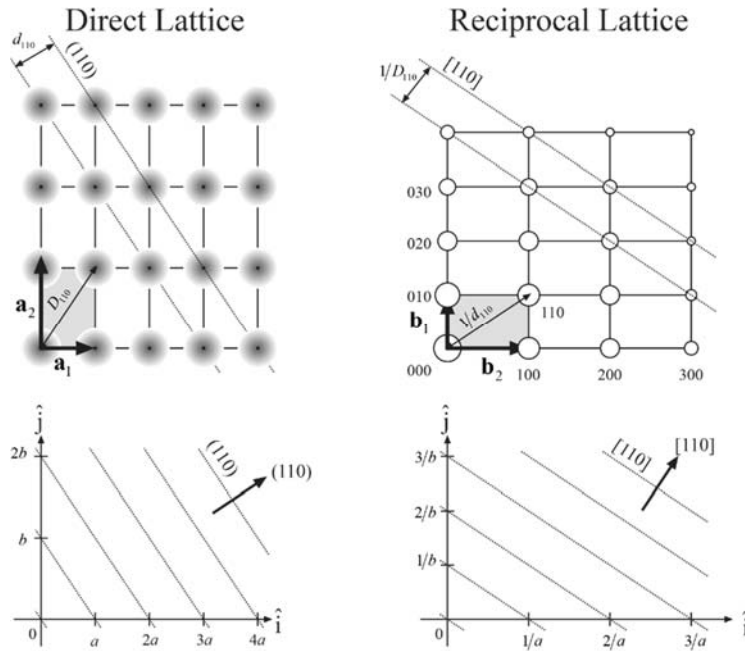 Direct Lattice
d₁₁₀
(110)
D₁₁₀
a₂
a₁
Reciprocal Lattice
1/D₁₁₀
[110]
030
020
010
b₁
1/d₁₁₀
110
000
b₂
100
200
300
ĵ
2b
b
0
a
2a
3a
4a
î
(110)
(110)
ĵ
3/b
2/b
1/b
0
1/a
2/a
3/a
î
[110]
[110]